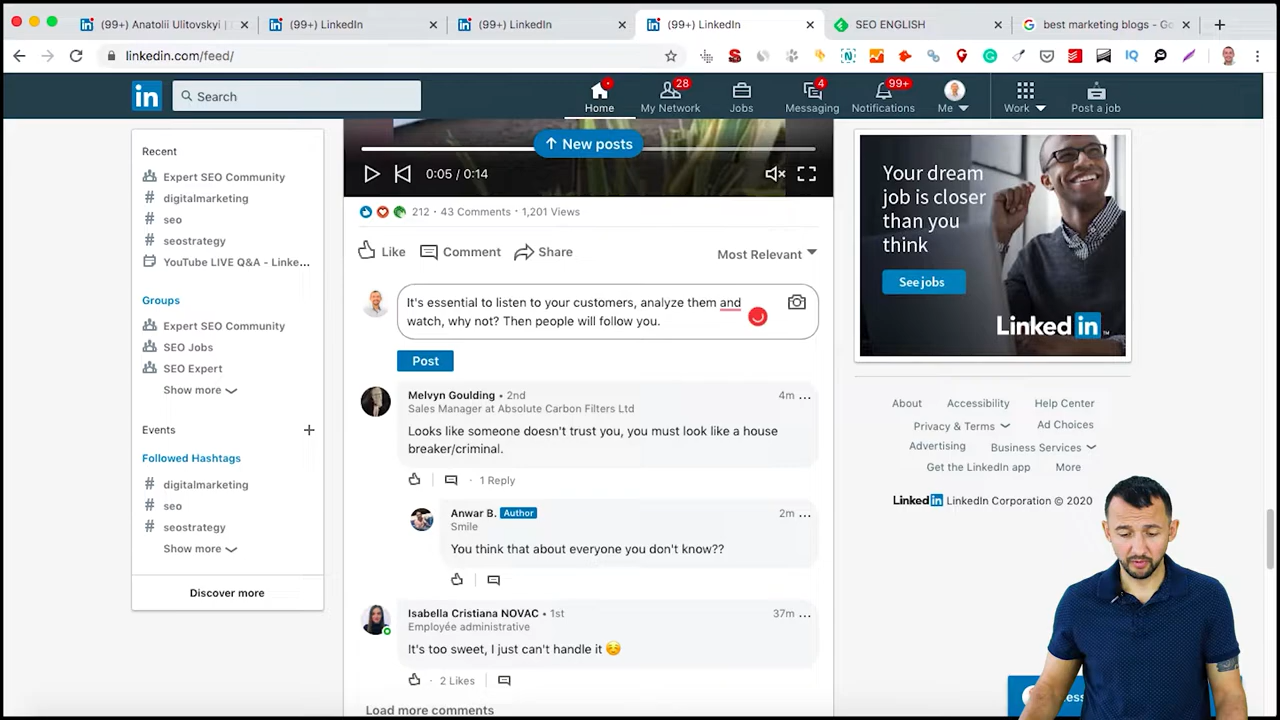 (99+) Anatolii Ulitovskyi |
(99+) LinkedIn
(99+) LinkedIn
(99+) LinkedIn
SEO ENGLISH
best marketing blogs - Go
linkedin.com/feed/
in
Search
Home
28
My Network
Jobs
4
Messaging
99+
Notifications
Me
Work
Post a job
Recent
Expert SEO Community
# digitalmarketing
# seo
# seostrategy
YouTube LIVE Q&A - Linke...
Groups
Expert SEO Community
SEO Jobs
SEO Expert
Show more
Events
+
Followed Hashtags
# digitalmarketing
# seo
# seostrategy
Show more
Discover more
↑ New posts
0:05 / 0:14
212 · 43 Comments · 1,201 Views
Like
Comment
Share
Most Relevant
It's essential to listen to your customers, analyze them and
watch, why not? Then people will follow you.
Post
Melvyn Goulding • 2nd
4m ...
Sales Manager at Absolute Carbon Filters Ltd
Looks like someone doesn't trust you, you must look like a house
breaker/criminal.
· 1 Reply
Anwar B. Author
2m ...
Smile
You think that about everyone you don't know??
Isabella Cristiana NOVAC • 1st
37m ...
Employée administrative
It's too sweet, I just can't handle it ☺️
· 2 Likes
Load more comments
Your dream
job is closer
than you
think
See jobs
Linked in
About
Accessibility
Help Center
Privacy & Terms
Ad Choices
Advertising
Business Services
Get the LinkedIn app
More
Linked in LinkedIn Corporation © 2020